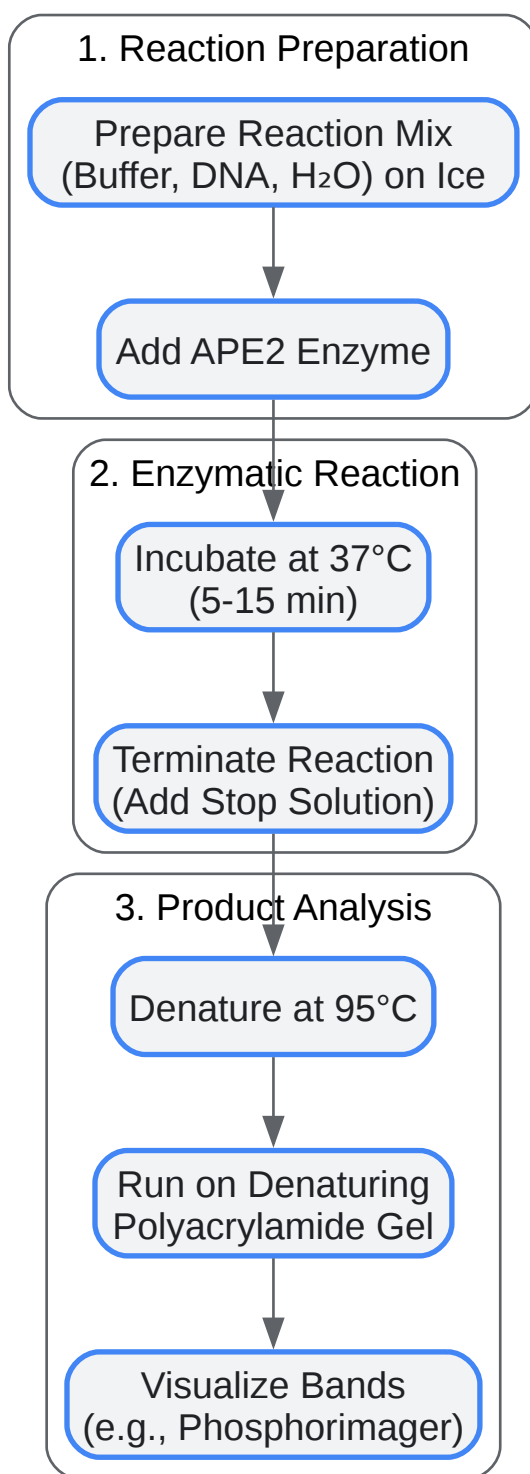 1. Reaction Preparation
Prepare Reaction Mix
(Buffer, DNA, H₂O) on Ice
Add APE2 Enzyme
2. Enzymatic Reaction
Incubate at 37°C
(5-15 min)
Terminate Reaction
(Add Stop Solution)
3. Product Analysis
Denature at 95°C
Run on Denaturing
Polyacrylamide Gel
Visualize Bands
(e.g., Phosphorimager)